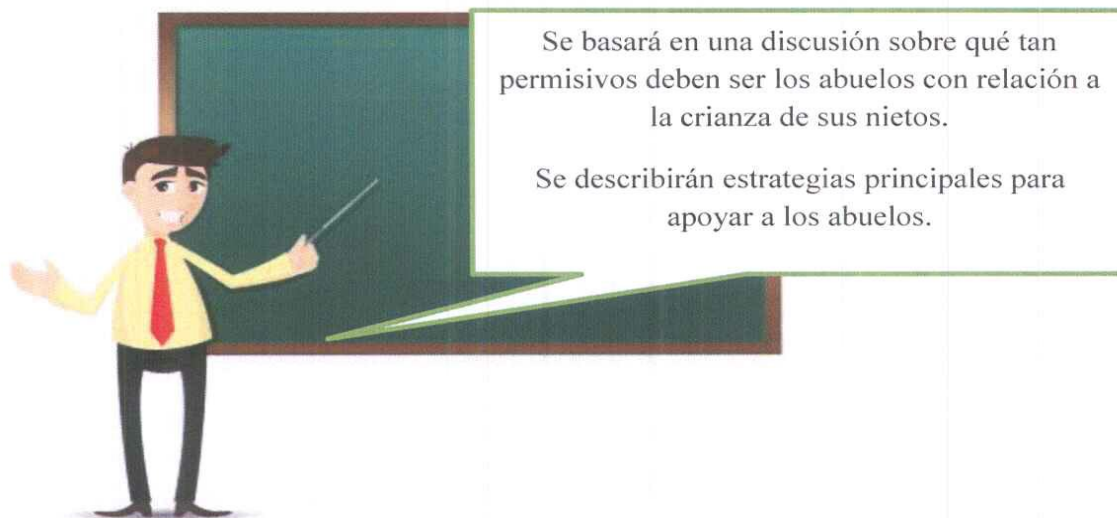 Se basará en una discusión sobre qué tan
permisivos deben ser los abuelos con relación a
la crianza de sus nietos.
Se describirán estrategias principales para
apoyar a los abuelos.